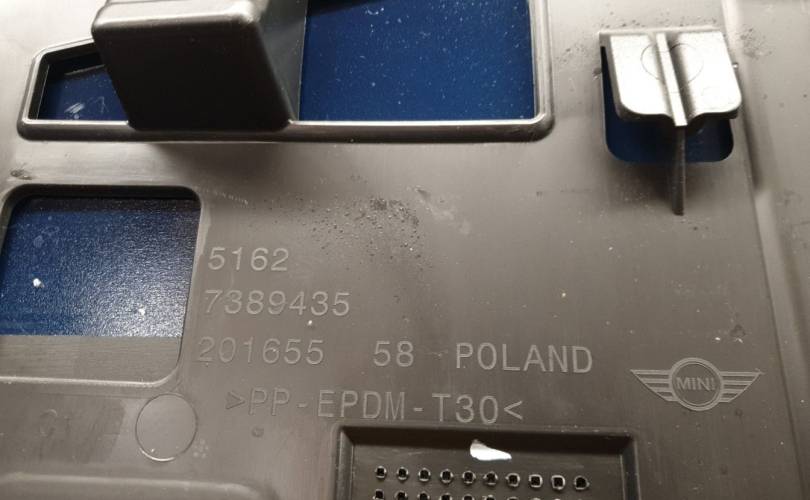 5162
7389435
201655 58 POLAND
MINI
>PP-EPDM-T30<